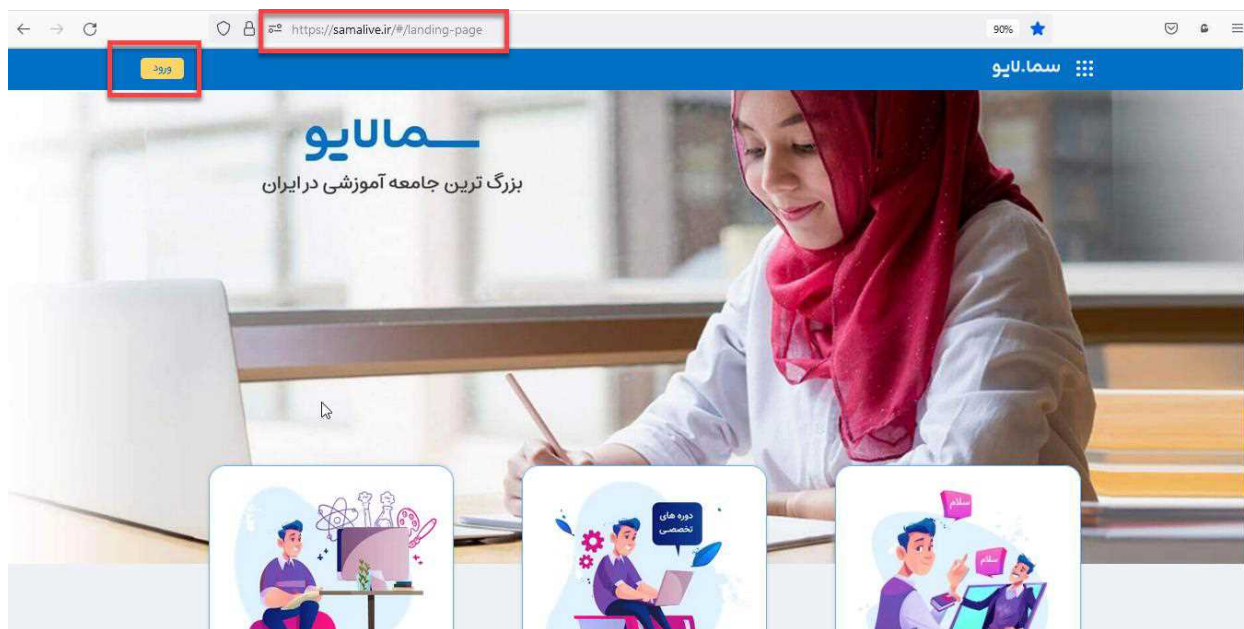 https://samalive.ir/#/landing-page
90%
سما.لایو
ورود
سمالایو
بزرگ ترین جامعه آموزشی در ایران
سلام
سلام
دوره های
تخصصی